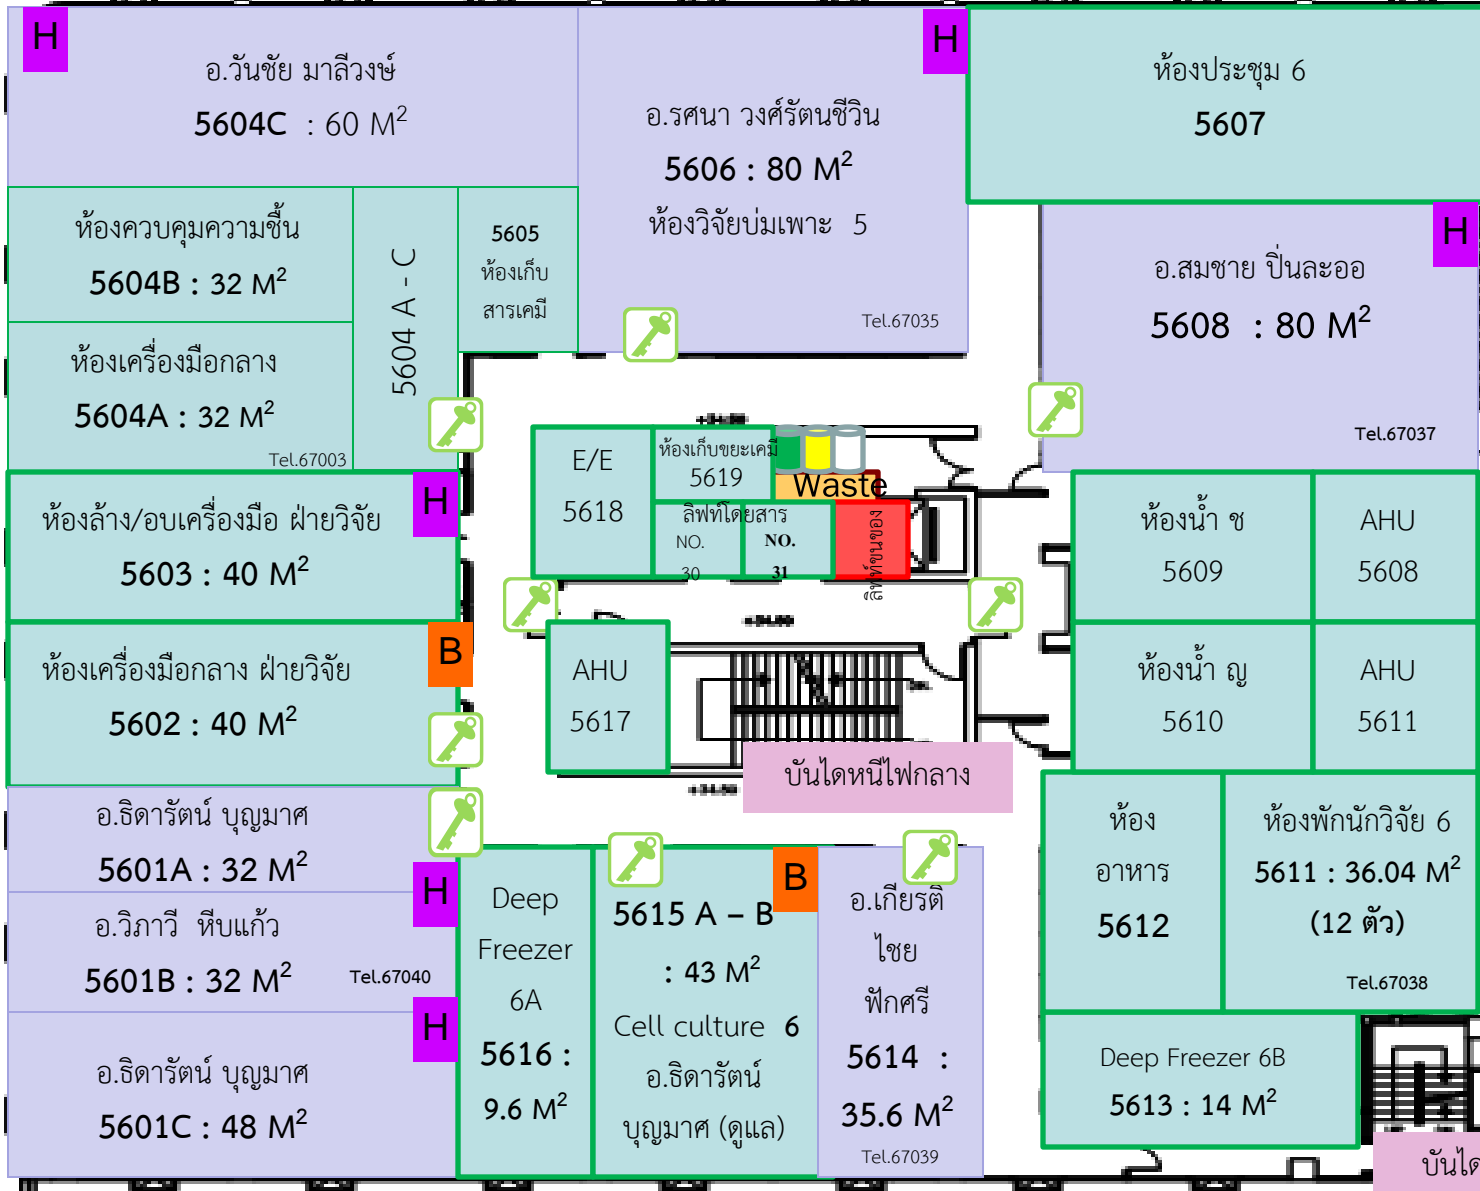 H
อ.วันชัย มาลีวงษ์
5604C : 60 M²
H
อ.รศนา วงศ์รัตนชีวิน
5606 : 80 M²
ห้องวิจัยบ่มเพาะ 5
Tel.67035
ห้องประชุม 6
5607
ห้องควบคุมความชื้น
5604B : 32 M²
5604 A - C
5605
ห้องเก็บ
สารเคมี
H
อ.สมชาย ปิ่นละออ
5608 : 80 M²
Tel.67037
ห้องเครื่องมือกลาง
5604A : 32 M²
Tel.67003
+34.50
E/E
5618
ห้องเก็บขยะเคมี
5619
Waste
ลิฟท์โดยสาร
NO.
30
NO.
31
ลิฟท์ขนของ
H
ห้องล้าง/อบเครื่องมือ ฝ่ายวิจัย
5603 : 40 M²
ห้องน้ำ ช
5609
AHU
5608
B
ห้องเครื่องมือกลาง ฝ่ายวิจัย
5602 : 40 M²
+34.50
AHU
5617
ห้องน้ำ ญ
5610
AHU
5611
บันไดหนีไฟกลาง
+34.50
อ.ธิดารัตน์ บุญมาศ
5601A : 32 M²
H
อ.วิภาวี หีบแก้ว
5601B : 32 M²
Tel.67040
H
อ.ธิดารัตน์ บุญมาศ
5601C : 48 M²
Deep
Freezer
6A
5616 :
9.6 M²
B
5615 A – B
: 43 M²
Cell culture 6
อ.ธิดารัตน์
บุญมาศ (ดูแล)
อ.เกียรติ
ไชย
ฟักศรี
5614 :
35.6 M²
Tel.67039
ห้อง
อาหาร
5612
ห้องพักนักวิจัย 6
5611 : 36.04 M²
(12 ตัว)
Tel.67038
Deep Freezer 6B
5613 : 14 M²
บันได